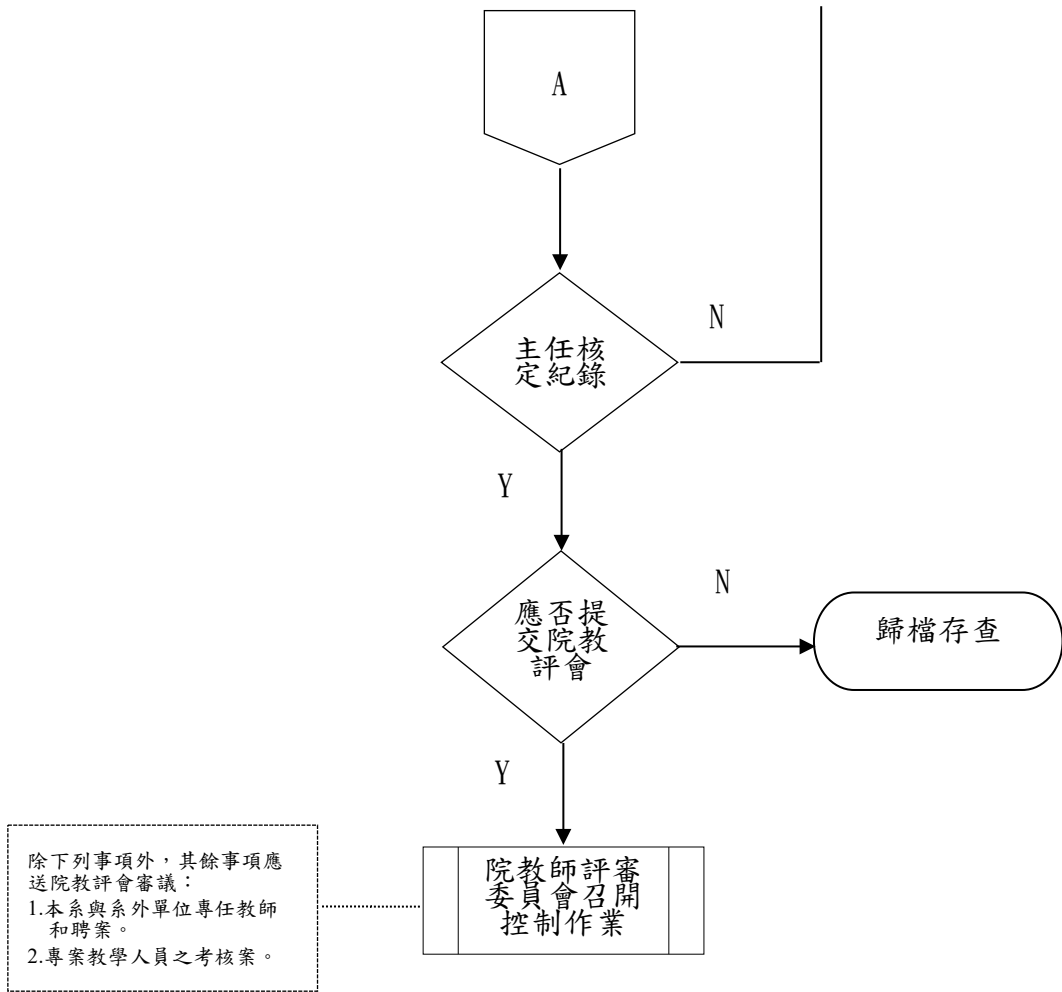 A
主任核
定紀錄
N
Y
應否提
交院教
評會
N
歸檔存查
Y
院教師評審
委員會召開
控制作業
除下列事項外，其餘事項應
送院教評會審議：
1.本系與系外單位專任教師
和聘案。
2.專案教學人員之考核案。